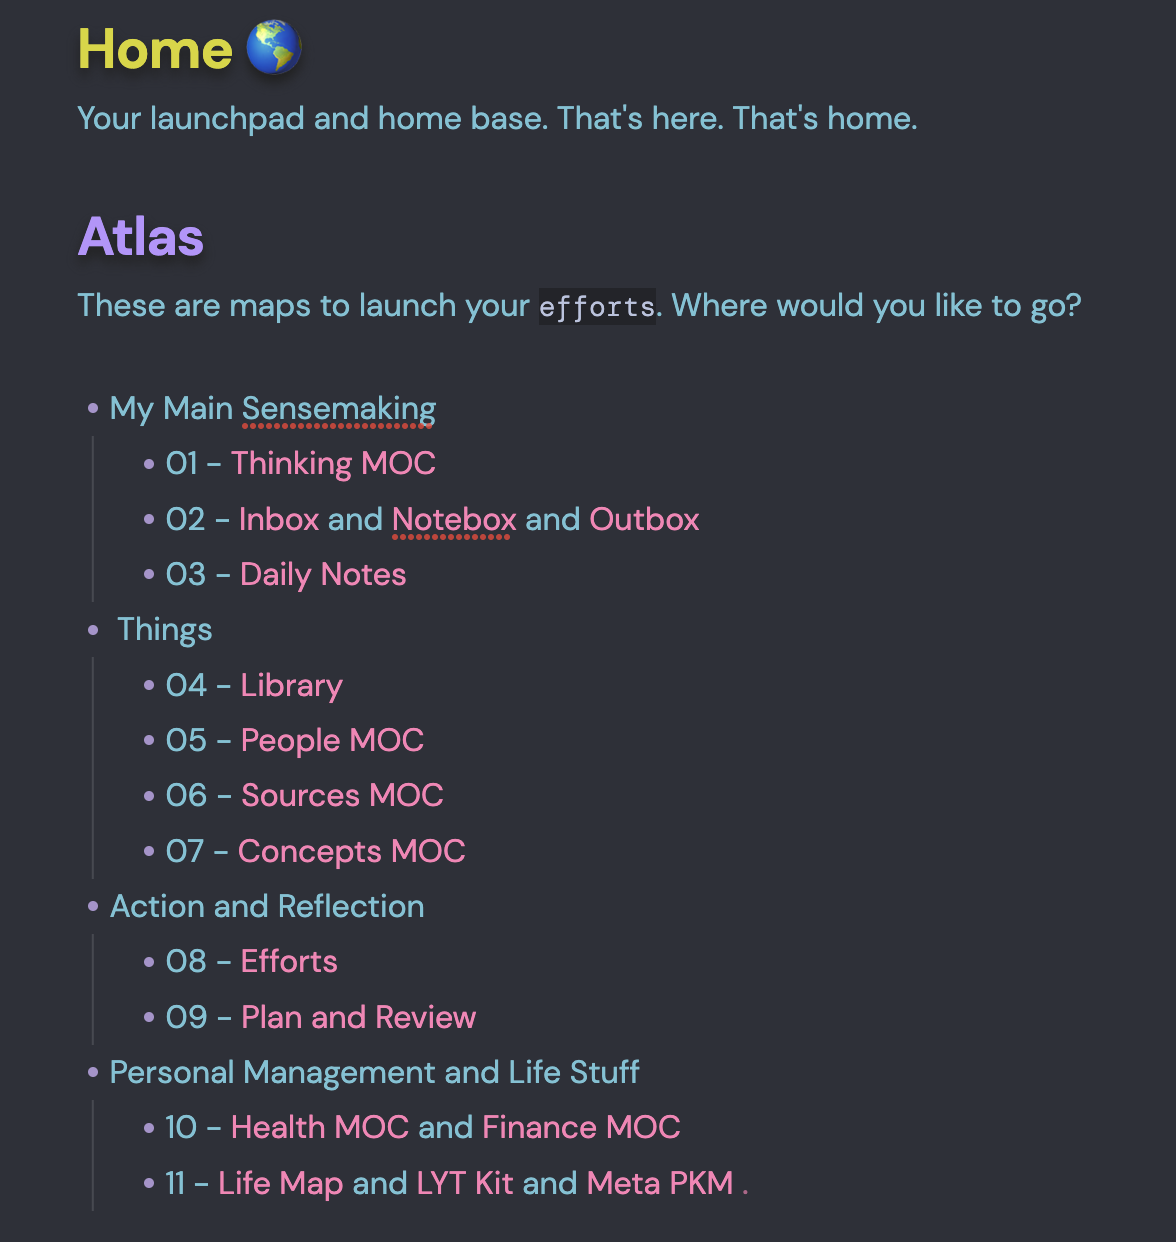 Home 🌎
Your launchpad and home base. That's here. That's home.
Atlas
These are maps to launch your efforts. Where would you like to go?
• My Main Sensemaking
• 01 – Thinking MOC
• 02 – Inbox and Notebox and Outbox
• 03 – Daily Notes
• Things
• 04 – Library
• 05 – People MOC
• 06 – Sources MOC
• 07 – Concepts MOC
• Action and Reflection
• 08 – Efforts
• 09 – Plan and Review
• Personal Management and Life Stuff
• 10 – Health MOC and Finance MOC
• 11 – Life Map and LYT Kit and Meta PKM .